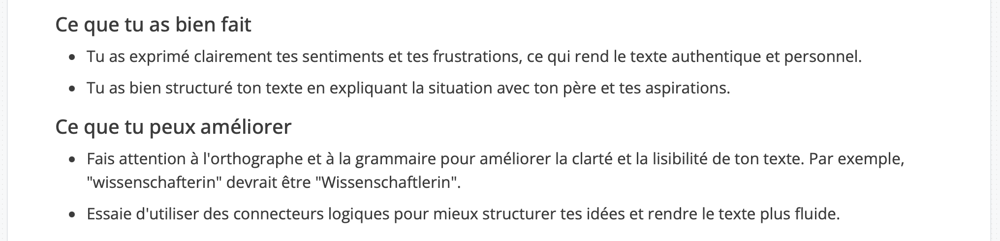 Ce que tu as bien fait
• Tu as exprimé clairement tes sentiments et tes frustrations, ce qui rend le texte authentique et personnel.
• Tu as bien structuré ton texte en expliquant la situation avec ton père et tes aspirations.
Ce que tu peux améliorer
• Fais attention à l'orthographe et à la grammaire pour améliorer la clarté et la lisibilité de ton texte. Par exemple,
"wissenschafterin" devrait être "Wissenschaftlerin".
• Essaie d'utiliser des connecteurs logiques pour mieux structurer tes idées et rendre le texte plus fluide.